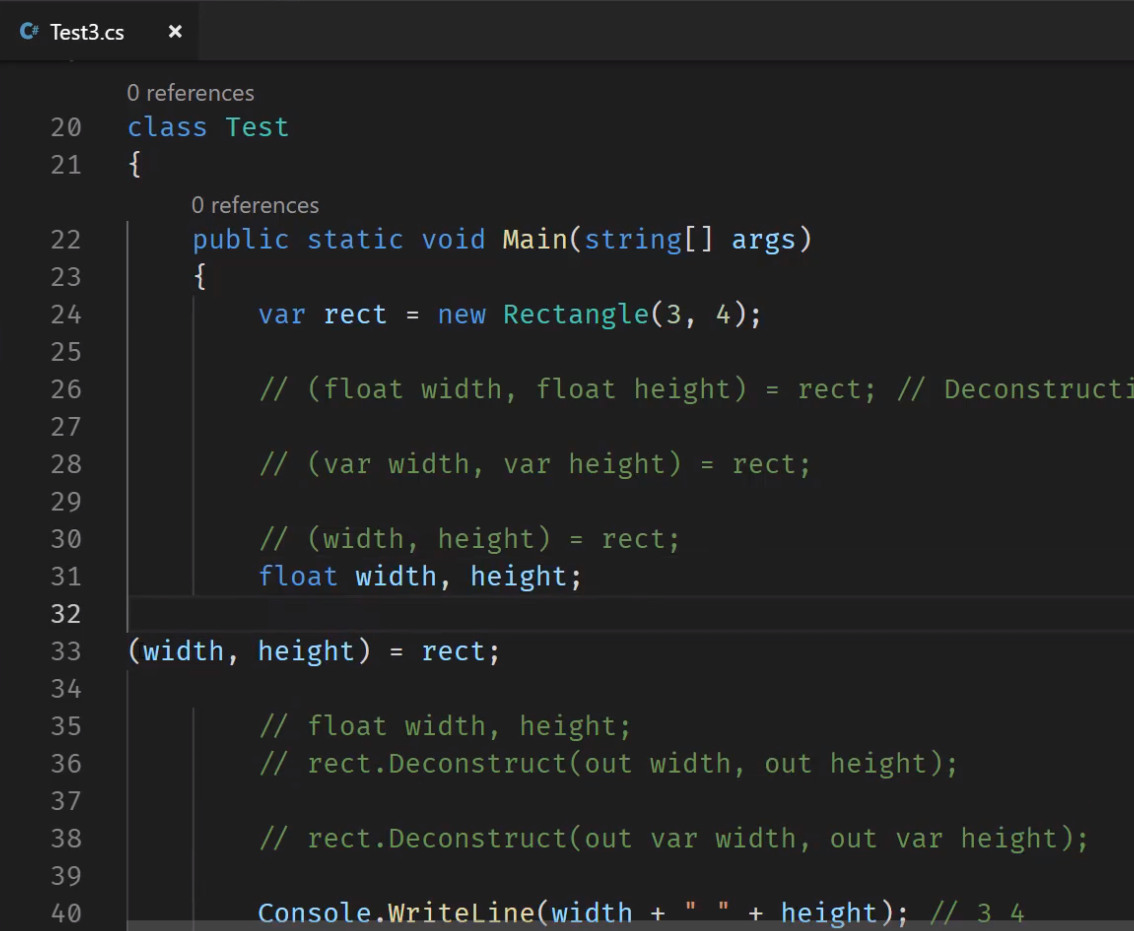 C# Test3.cs ×
0 references
20 class Test
21 {
0 references
22 public static void Main(string[] args)
23 {
24 var rect = new Rectangle(3, 4);
25
26 // (float width, float height) = rect; // Deconstructi
27
28 // (var width, var height) = rect;
29
30 // (width, height) = rect;
31 float width, height;
32
33 (width, height) = rect;
34
35 // float width, height;
36 // rect.Deconstruct(out width, out height);
37
38 // rect.Deconstruct(out var width, out var height);
39
40 Console.WriteLine(width + " " + height); // 3 4